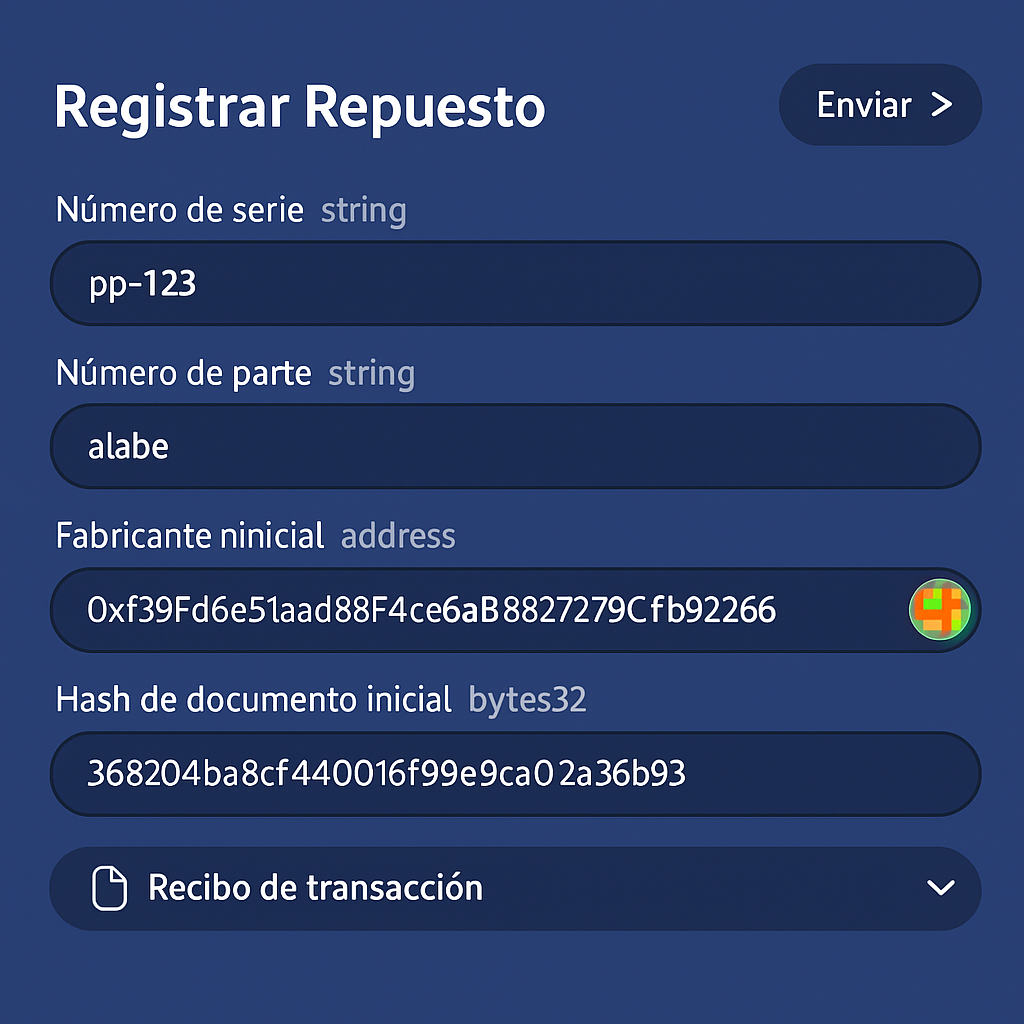 Registrar Repuesto
Enviar >
Número de serie string
pp-123
Número de parte string
alabe
Fabricante ninicial address
0xf39Fd6e51aad88F4ce6aB8827279Cfb92266
Hash de documento inicial bytes32
368204ba8cf440016f99e9ca02a36b93
Recibo de transacción